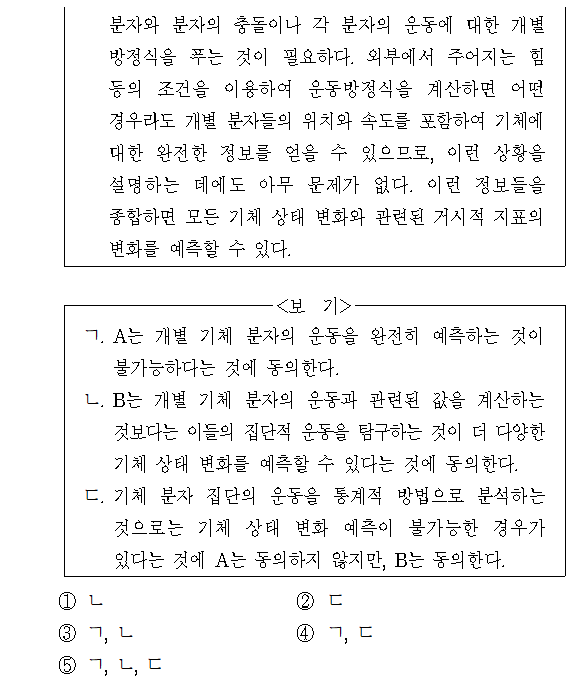 분자와 분자의 충돌이나 각 분자의 운동에 대한 개별
방정식을 푸는 것이 필요하다. 외부에서 주어지는 힘
등의 조건을 이용하여 운동방정식을 계산하면 어떤
경우라도 개별 분자들의 위치와 속도를 포함하여 기체에
대한 완전한 정보를 얻을 수 있으므로, 이런 상황을
설명하는 데에도 아무 문제가 없다. 이런 정보들을
종합하면 모든 기체 상태 변화와 관련된 거시적 지표의
변화를 예측할 수 있다.
<보 기>
ㄱ. A는 개별 기체 분자의 운동을 완전히 예측하는 것이
불가능하다는 것에 동의한다.
ㄴ. B는 개별 기체 분자의 운동과 관련된 값을 계산하는
것보다는 이들의 집단적 운동을 탐구하는 것이 더 다양한
기체 상태 변화를 예측할 수 있다는 것에 동의한다.
ㄷ. 기체 분자 집단의 운동을 통계적 방법으로 분석하는
것으로는 기체 상태 변화 예측이 불가능한 경우가
있다는 것에 A는 동의하지 않지만, B는 동의한다.
① ㄴ ② ㄷ
③ ㄱ, ㄴ ④ ㄱ, ㄷ
⑤ ㄱ, ㄴ, ㄷ